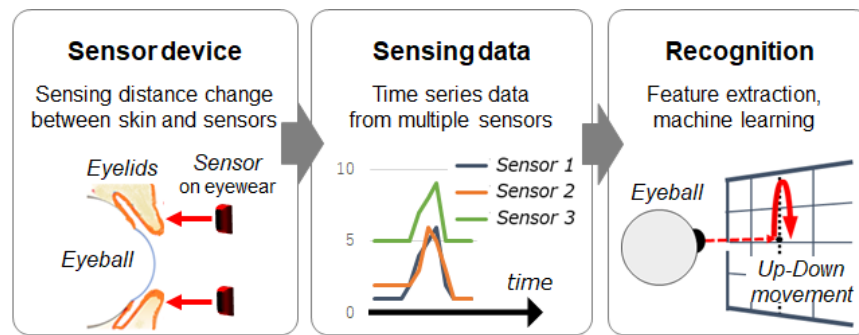 Sensor device
Sensing distance change
between skin and sensors
Eyelids
Sensor
on eyewear
Eyeball
Sensing data
Time series data
from multiple sensors
10
5
0
Sensor 1
Sensor 2
Sensor 3
time
Recognition
Feature extraction,
machine learning
Eyeball
Up-Down
movement